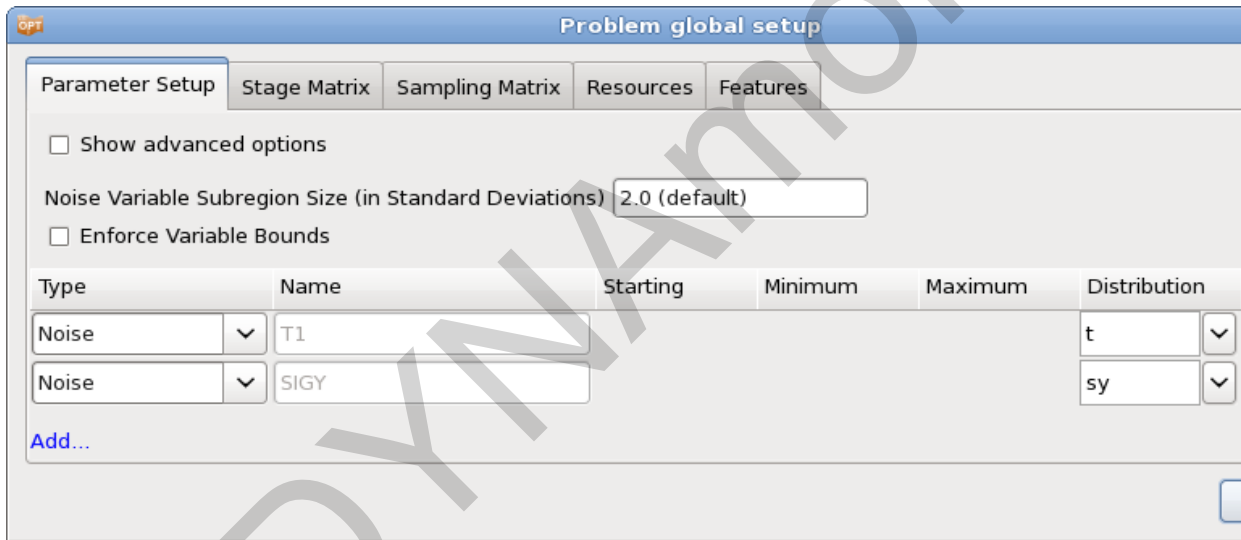 OPT Problem global setup
Parameter Setup Stage Matrix Sampling Matrix Resources Features
Show advanced options
Noise Variable Subregion Size (in Standard Deviations) 2.0 (default)
Enforce Variable Bounds
Type Name Starting Minimum Maximum Distribution
Noise T1 t
Noise SIGY sy
Add...
DYNAmo